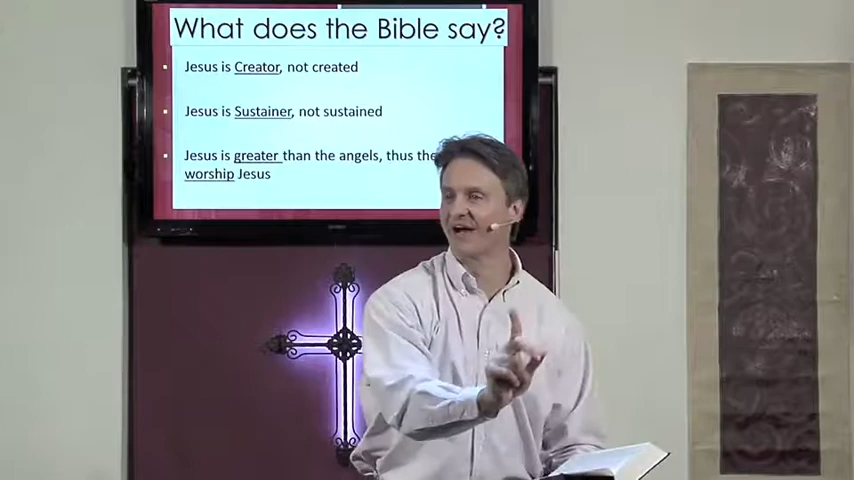 What does the Bible say?
Jesus is Creator, not created
Jesus is Sustainer, not sustained
Jesus is greater than the angels, thus the
worship Jesus